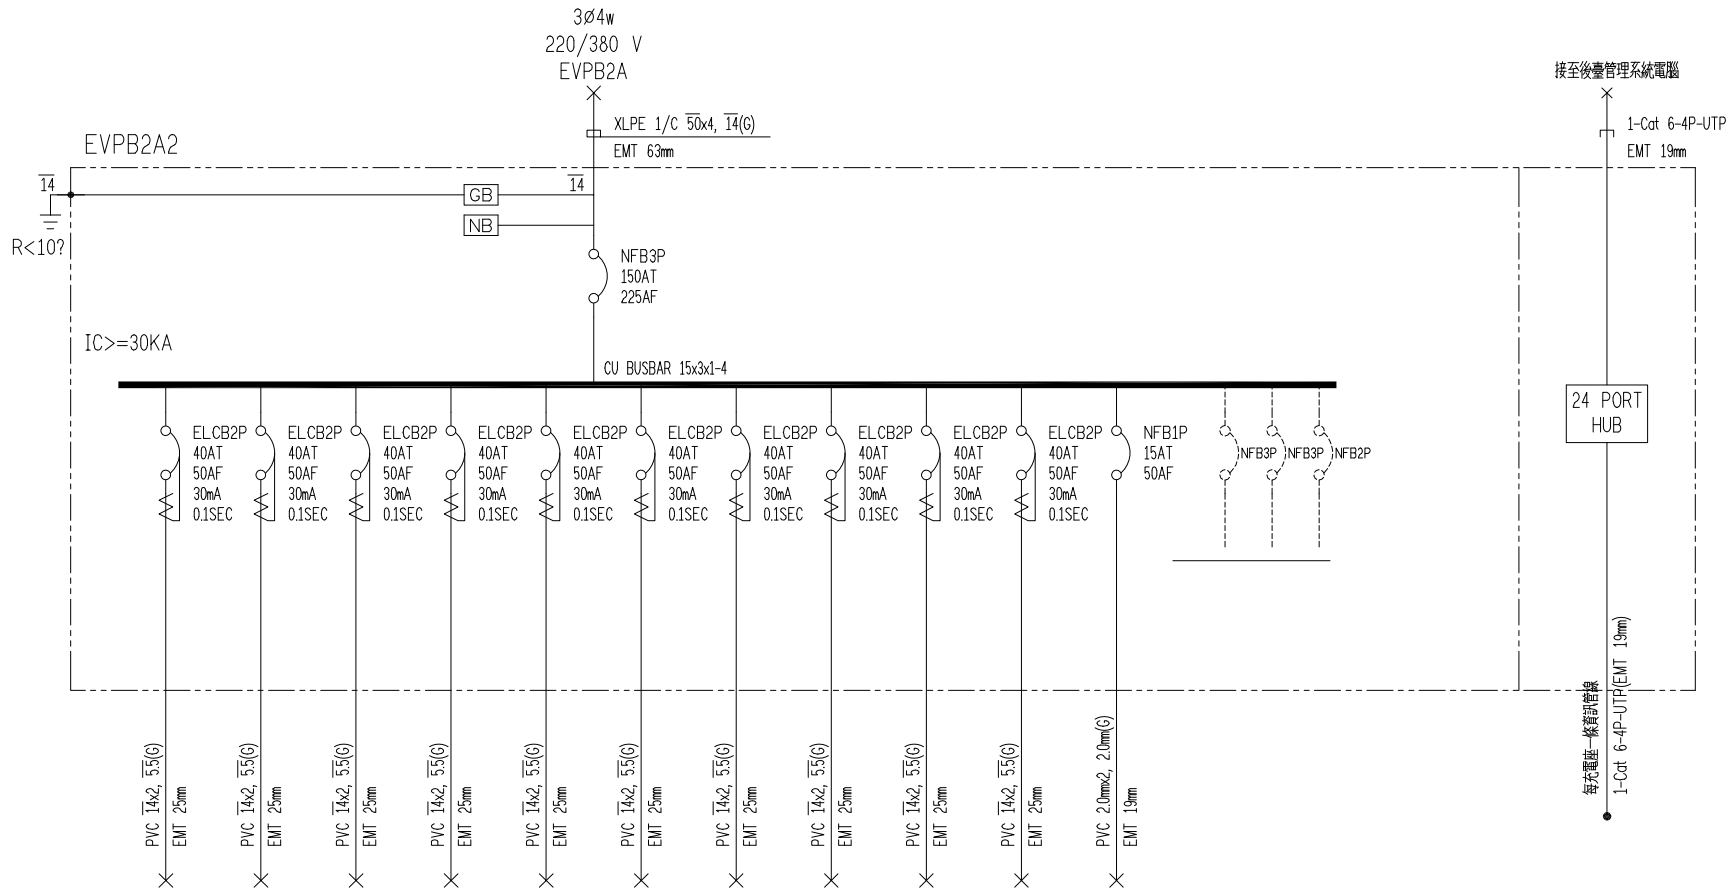 3Ø4w
220/380 V
EVPB2A
XLPE 1/C 50x4, 14(G)
EMT 63mm
接至後臺管理系統電腦
1-Cat 6-4P-UTP
EMT 19mm
EVPB2A2
14
GB
14
NB
R<10?
NFB3P
150AT
225AF
IC>=30KA
CU BUSBAR 15x3x1-4
ELCB2P
40AT
50AF
30mA
0.1SEC
ELCB2P
40AT
50AF
30mA
0.1SEC
ELCB2P
40AT
50AF
30mA
0.1SEC
ELCB2P
40AT
50AF
30mA
0.1SEC
ELCB2P
40AT
50AF
30mA
0.1SEC
ELCB2P
40AT
50AF
30mA
0.1SEC
ELCB2P
40AT
50AF
30mA
0.1SEC
ELCB2P
40AT
50AF
30mA
0.1SEC
ELCB2P
40AT
50AF
30mA
0.1SEC
ELCB2P
40AT
50AF
30mA
0.1SEC
NFB1P
15AT
50AF
NFB3P
NFB3P
NFB2P
24 PORT
HUB
PVC 14x2, 5.5(G)
EMT 25mm
PVC 14x2, 5.5(G)
EMT 25mm
PVC 14x2, 5.5(G)
EMT 25mm
PVC 14x2, 5.5(G)
EMT 25mm
PVC 14x2, 5.5(G)
EMT 25mm
PVC 14x2, 5.5(G)
EMT 25mm
PVC 14x2, 5.5(G)
EMT 25mm
PVC 14x2, 5.5(G)
EMT 25mm
PVC 14x2, 5.5(G)
EMT 25mm
PVC 14x2, 5.5(G)
EMT 25mm
PVC 2.0mmx2, 2.0mm(G)
EMT 19mm
每充電座一條資訊管線
1-Cat 6-4P-UTP(EMT 19mm)